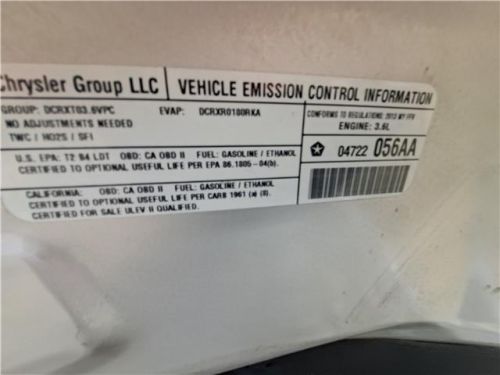 Chrysler Group LLC VEHICLE EMISSION CONTROL INFORMATION
GROUP: DCRXT03.6VPC EVAP: DCRXR0180RKA CONFORMS TO REGULATIONS: 2013 MY FFV
NO ADJUSTMENTS NEEDED ENGINE: 3.6L
TWC / HO2S / SFI
04722 056AA
U.S. EPA: T2 B4 LDT OBD: CA OBD II FUEL: GASOLINE / ETHANOL
CERTIFIED TO OPTIONAL USEFUL LIFE PER EPA 86.1805-04(b).
CALIFORNIA: OBD: CA OBD II FUEL: GASOLINE / ETHANOL
CERTIFIED TO OPTIONAL USEFUL LIFE PER CARB 1961 (a) (8).
CERTIFIED FOR SALE ULEV II QUALIFIED.